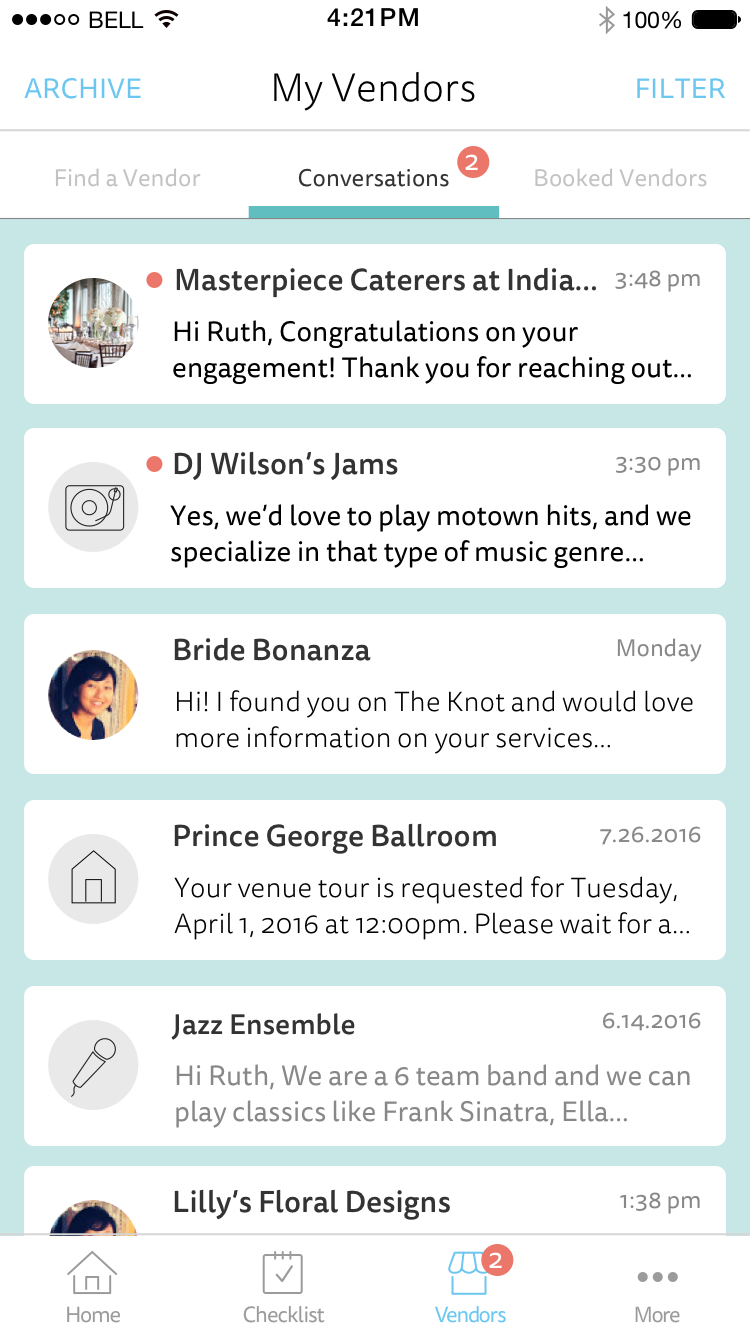 BELL 4:21PM 100%
ARCHIVE My Vendors FILTER
Find a Vendor Conversations 2 Booked Vendors
Masterpiece Caterers at India... 3:48 pm
Hi Ruth, Congratulations on your
engagement! Thank you for reaching out...
DJ Wilson's Jams 3:30 pm
Yes, we'd love to play motown hits, and we
specialize in that type of music genre...
Bride Bonanza Monday
Hi! I found you on The Knot and would love
more information on your services...
Prince George Ballroom 7.26.2016
Your venue tour is requested for Tuesday,
April 1, 2016 at 12:00pm. Please wait for a...
Jazz Ensemble 6.14.2016
Hi Ruth, We are a 6 team band and we can
play classics like Frank Sinatra, Ella...
Lilly's Floral Designs 1:38 pm
2
Home Checklist Vendors More